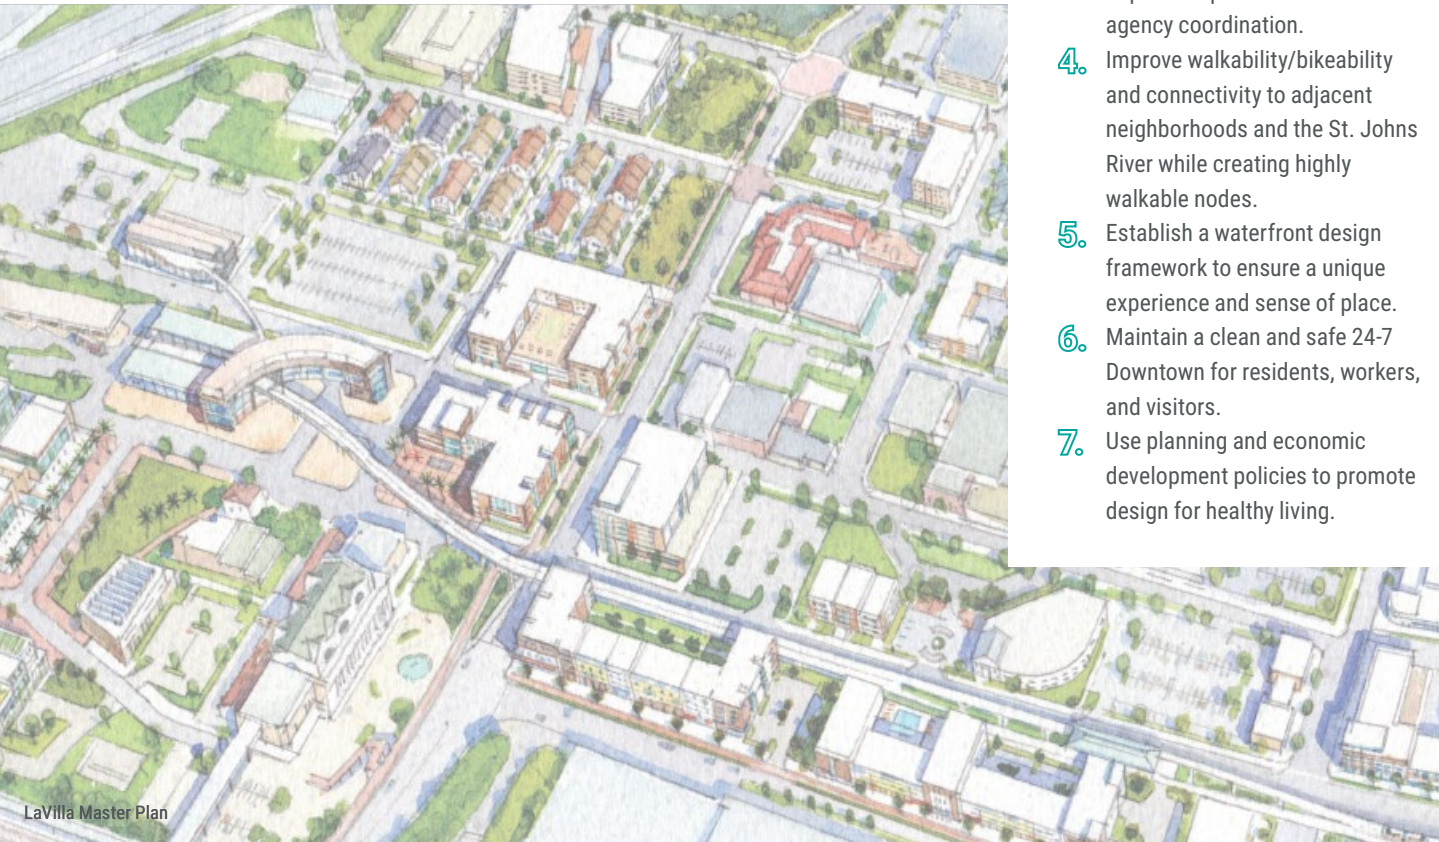 agency coordination.
4. Improve walkability/bikeability
and connectivity to adjacent
neighborhoods and the St. Johns
River while creating highly
walkable nodes.
5. Establish a waterfront design
framework to ensure a unique
experience and sense of place.
6. Maintain a clean and safe 24-7
Downtown for residents, workers,
and visitors.
7. Use planning and economic
development policies to promote
design for healthy living.
LaVilla Master Plan